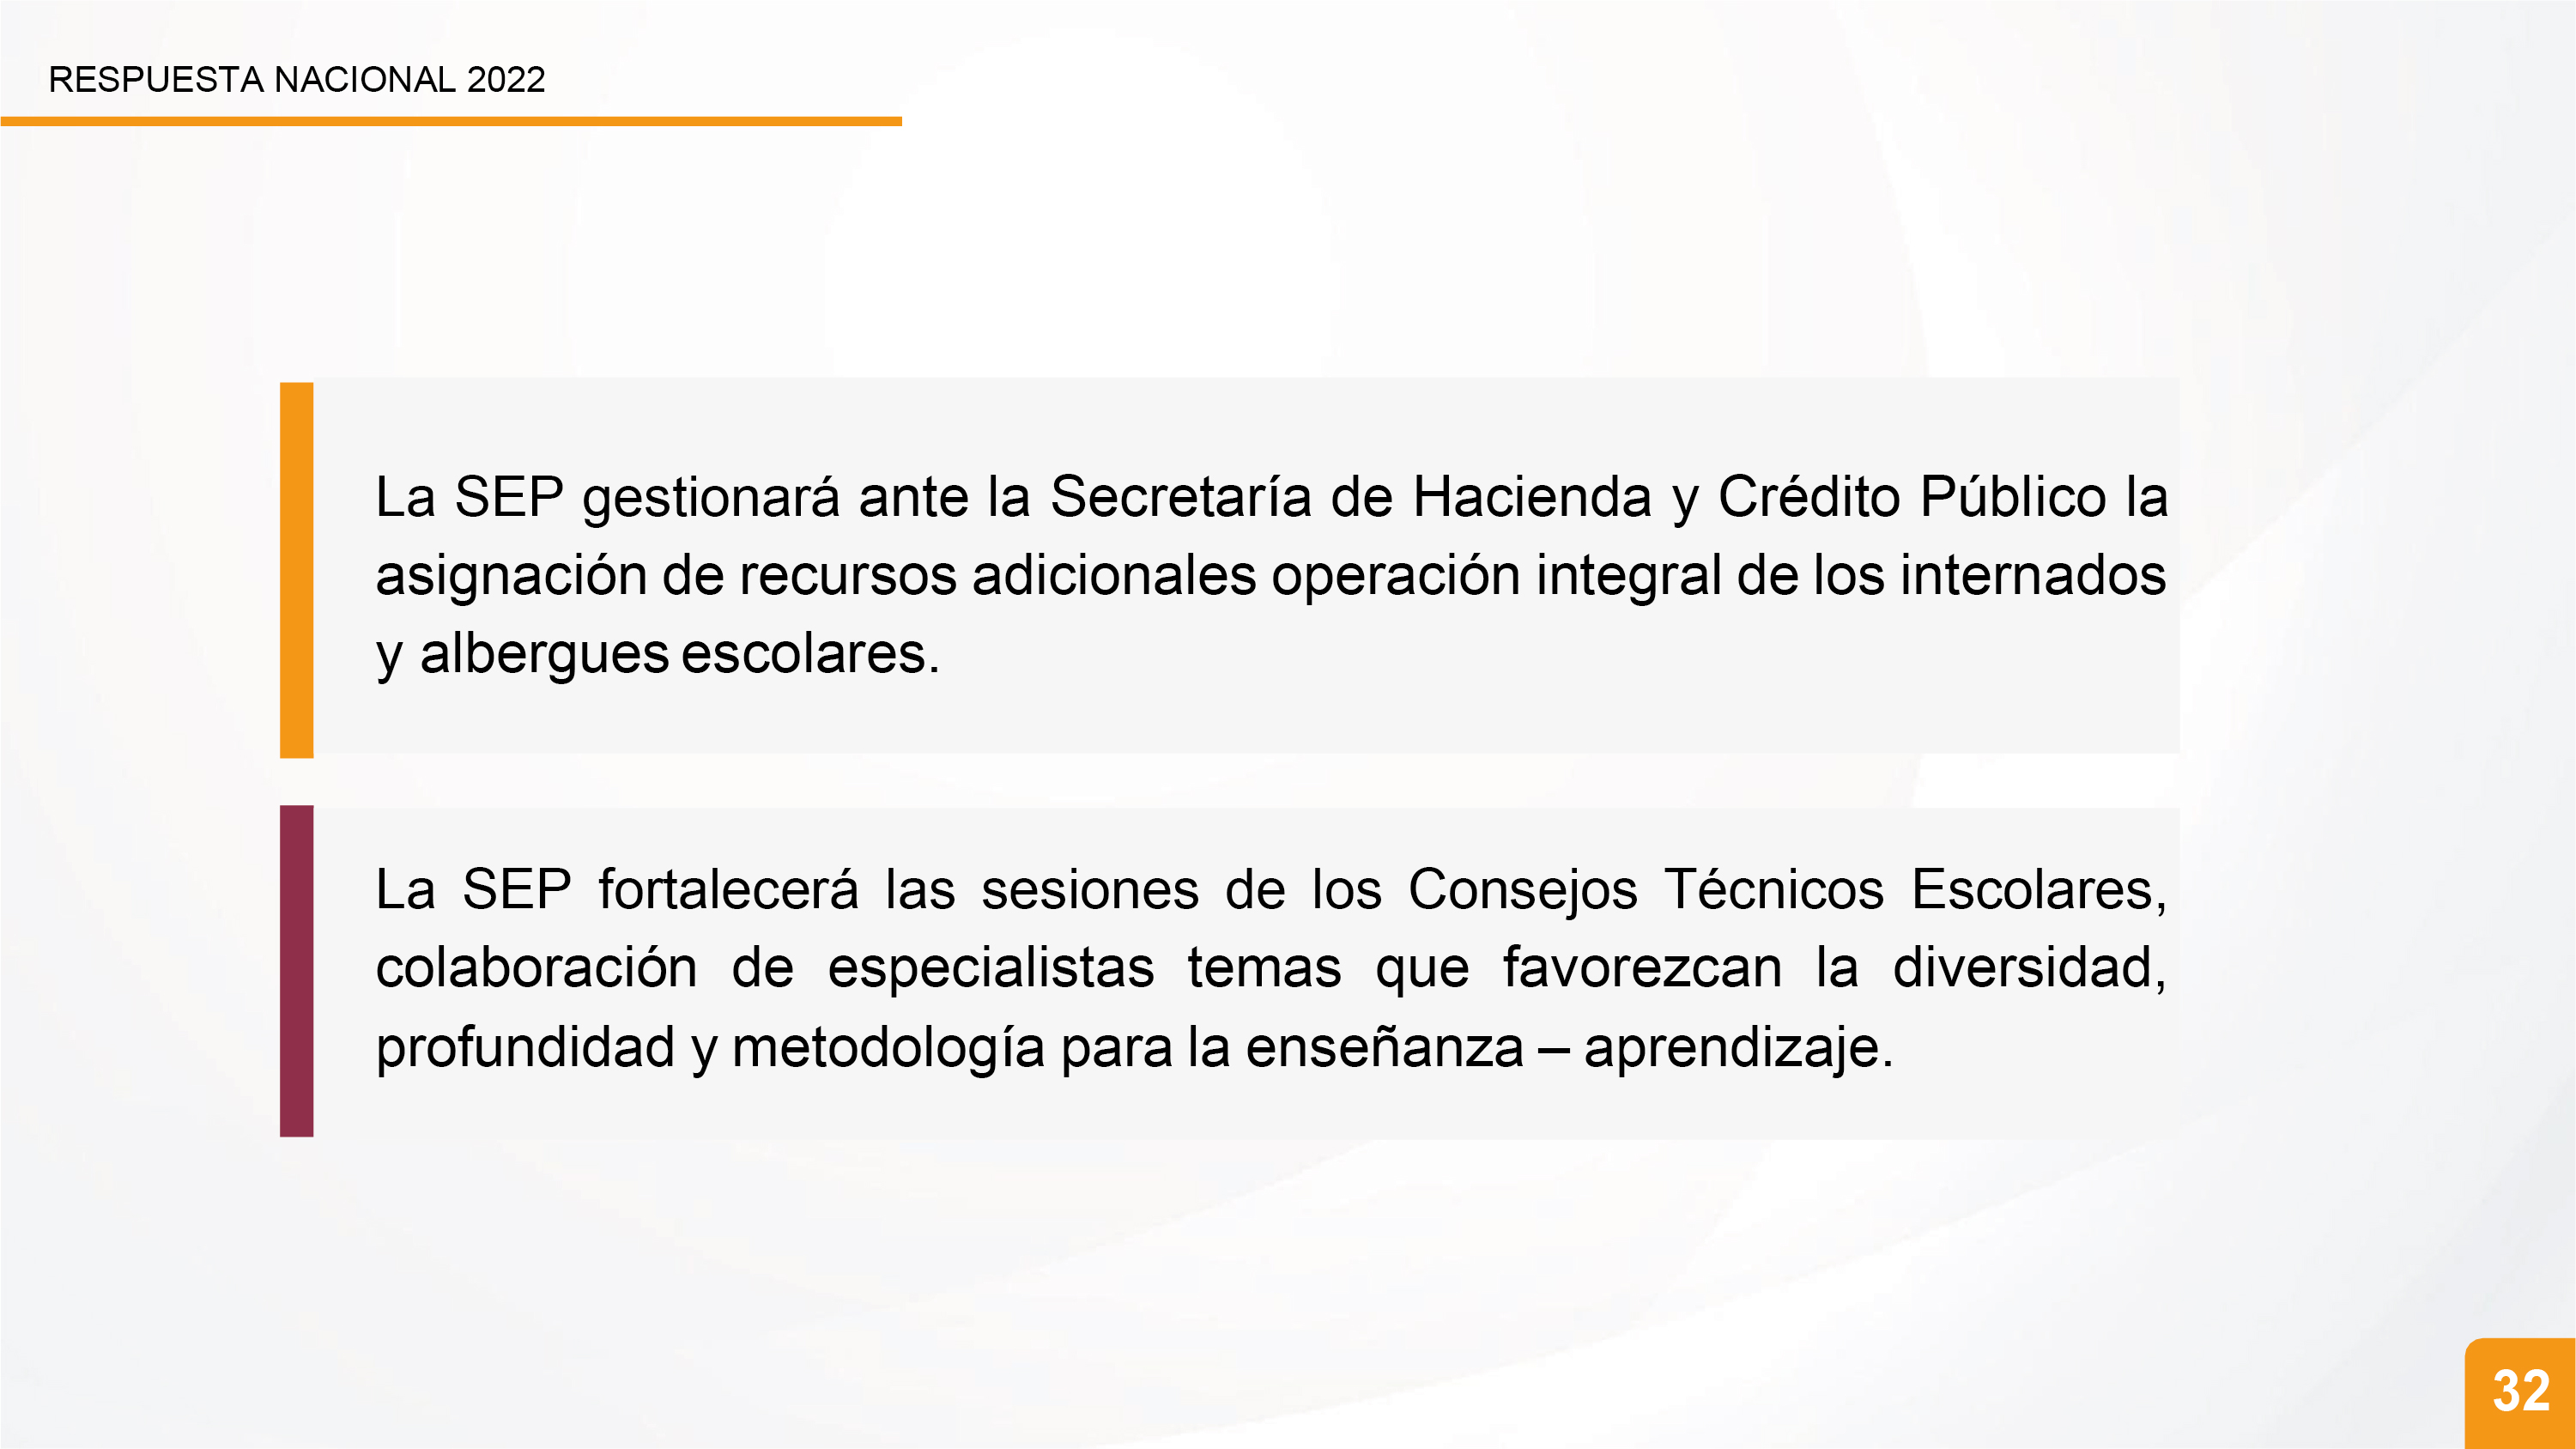 RESPUESTA NACIONAL 2022
La SEP gestionará ante la Secretaría de Hacienda y Crédito Público la
asignación de recursos adicionales operación integral de los internados
y albergues escolares.
La SEP fortalecerá las sesiones de los Consejos Técnicos Escolares,
colaboración de especialistas temas que favorezcan la diversidad,
profundidad y metodología para la enseñanza – aprendizaje.
32